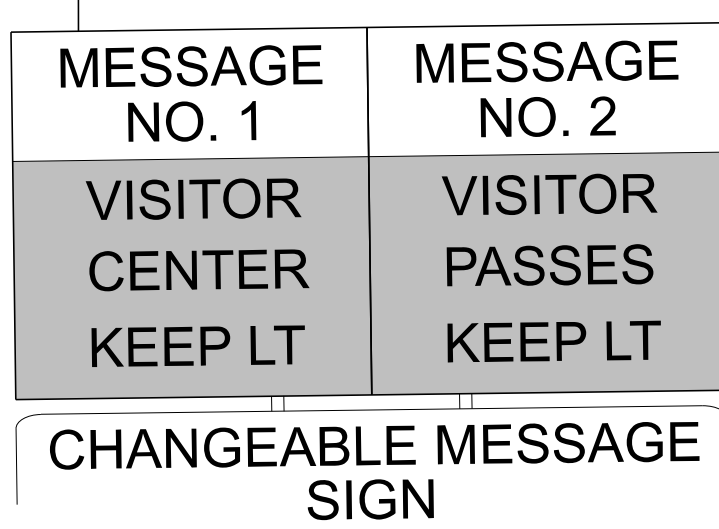 MESSAGE
NO. 1
MESSAGE
NO. 2
VISITOR
CENTER
KEEP LT
VISITOR
PASSES
KEEP LT
CHANGEABLE MESSAGE
SIGN